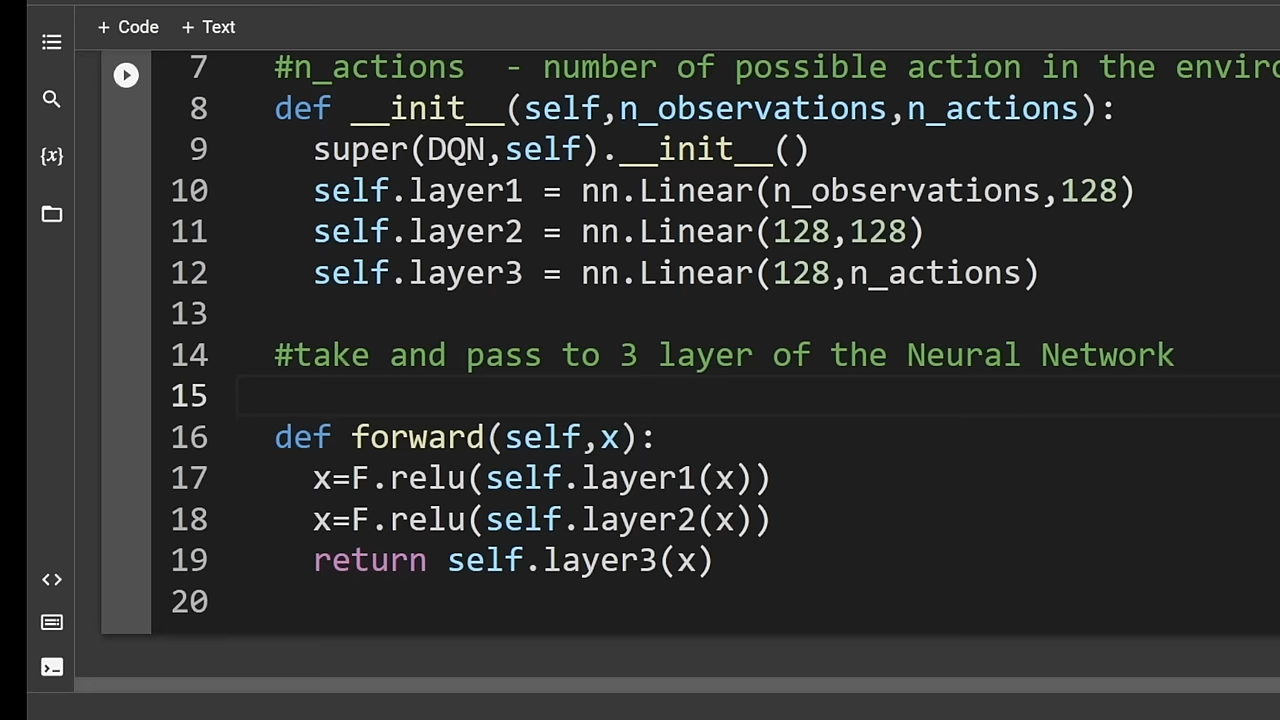 + Code + Text
7 #n_actions - number of possible action in the enviro
8 def __init__(self,n_observations,n_actions):
9 super(DQN,self).__init__()
10 self.layer1 = nn.Linear(n_observations,128)
11 self.layer2 = nn.Linear(128,128)
12 self.layer3 = nn.Linear(128,n_actions)
13
14 #take and pass to 3 layer of the Neural Network
15
16 def forward(self,x):
17 x=F.relu(self.layer1(x))
18 x=F.relu(self.layer2(x))
19 return self.layer3(x)
20
{x}